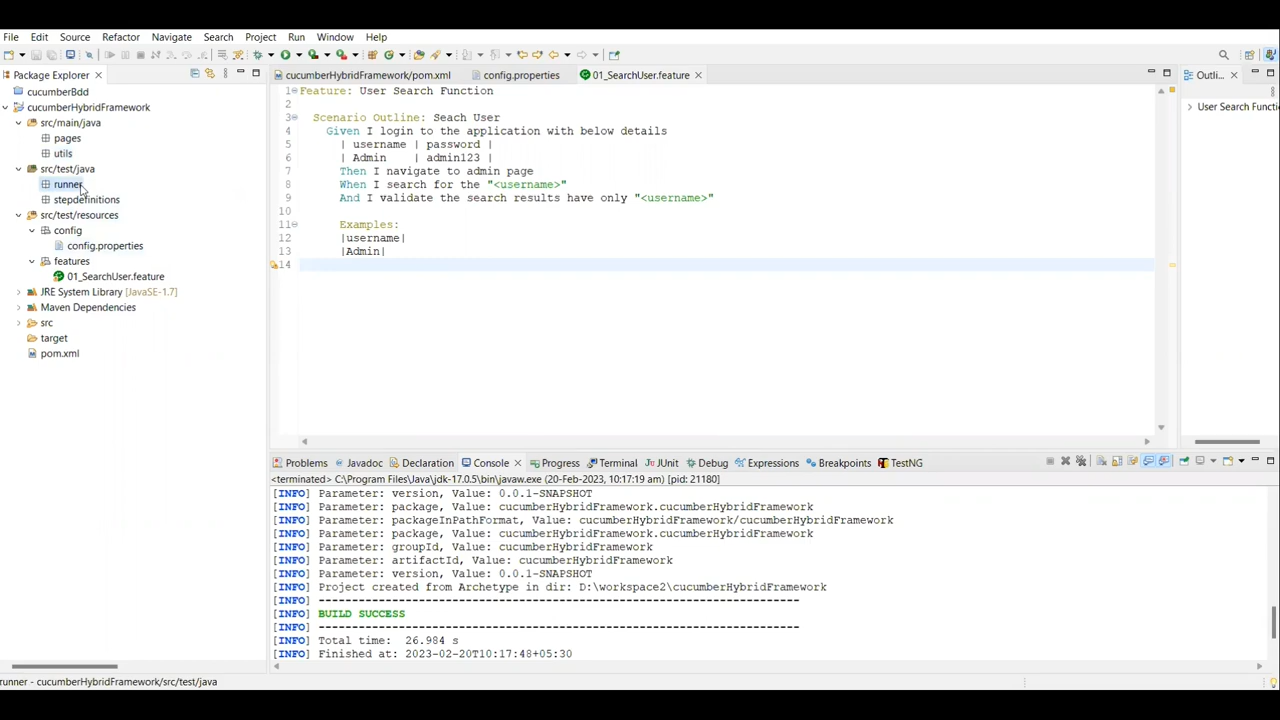 File Edit Source Refactor Navigate Search Project Run Window Help
Package Explorer
cucumberBdd
cucumberHybridFramework
src/main/java
pages
utils
src/test/java
runner
stepdefinitions
src/test/resources
config
config.properties
features
01_SearchUser.feature
JRE System Library [JavaSE-1.7]
Maven Dependencies
src
target
pom.xml
cucumberHybridFramework/pom.xml config.properties 01_SearchUser.feature
1 Feature: User Search Function
2
3 Scenario Outline: Seach User
4 Given I login to the application with below details
5 | username | password |
6 | Admin | admin123 |
7 Then I navigate to admin page
8 When I search for the "<username>"
9 And I validate the search results have only "<username>"
10
11 Examples:
12 |username|
13 |Admin|
14
Outli...
User Search Functi
Problems Javadoc Declaration Console Progress Terminal JUnit Debug Expressions Breakpoints TestNG
<terminated> C:\Program Files\Java\jdk-17.0.5\bin\javaw.exe (20-Feb-2023, 10:17:19 am) [pid: 21180]
[INFO] Parameter: version, Value: 0.0.1-SNAPSHOT
[INFO] Parameter: package, Value: cucumberHybridFramework.cucumberHybridFramework
[INFO] Parameter: packageInPathFormat, Value: cucumberHybridFramework/cucumberHybridFramework
[INFO] Parameter: package, Value: cucumberHybridFramework.cucumberHybridFramework
[INFO] Parameter: groupId, Value: cucumberHybridFramework
[INFO] Parameter: artifactId, Value: cucumberHybridFramework
[INFO] Parameter: version, Value: 0.0.1-SNAPSHOT
[INFO] Project created from Archetype in dir: D:\workspace2\cucumberHybridFramework
[INFO] ------------------------------------------------------------------------
[INFO] BUILD SUCCESS
[INFO] ------------------------------------------------------------------------
[INFO] Total time: 26.984 s
[INFO] Finished at: 2023-02-20T10:17:48+05:30
runner - cucumberHybridFramework/src/test/java